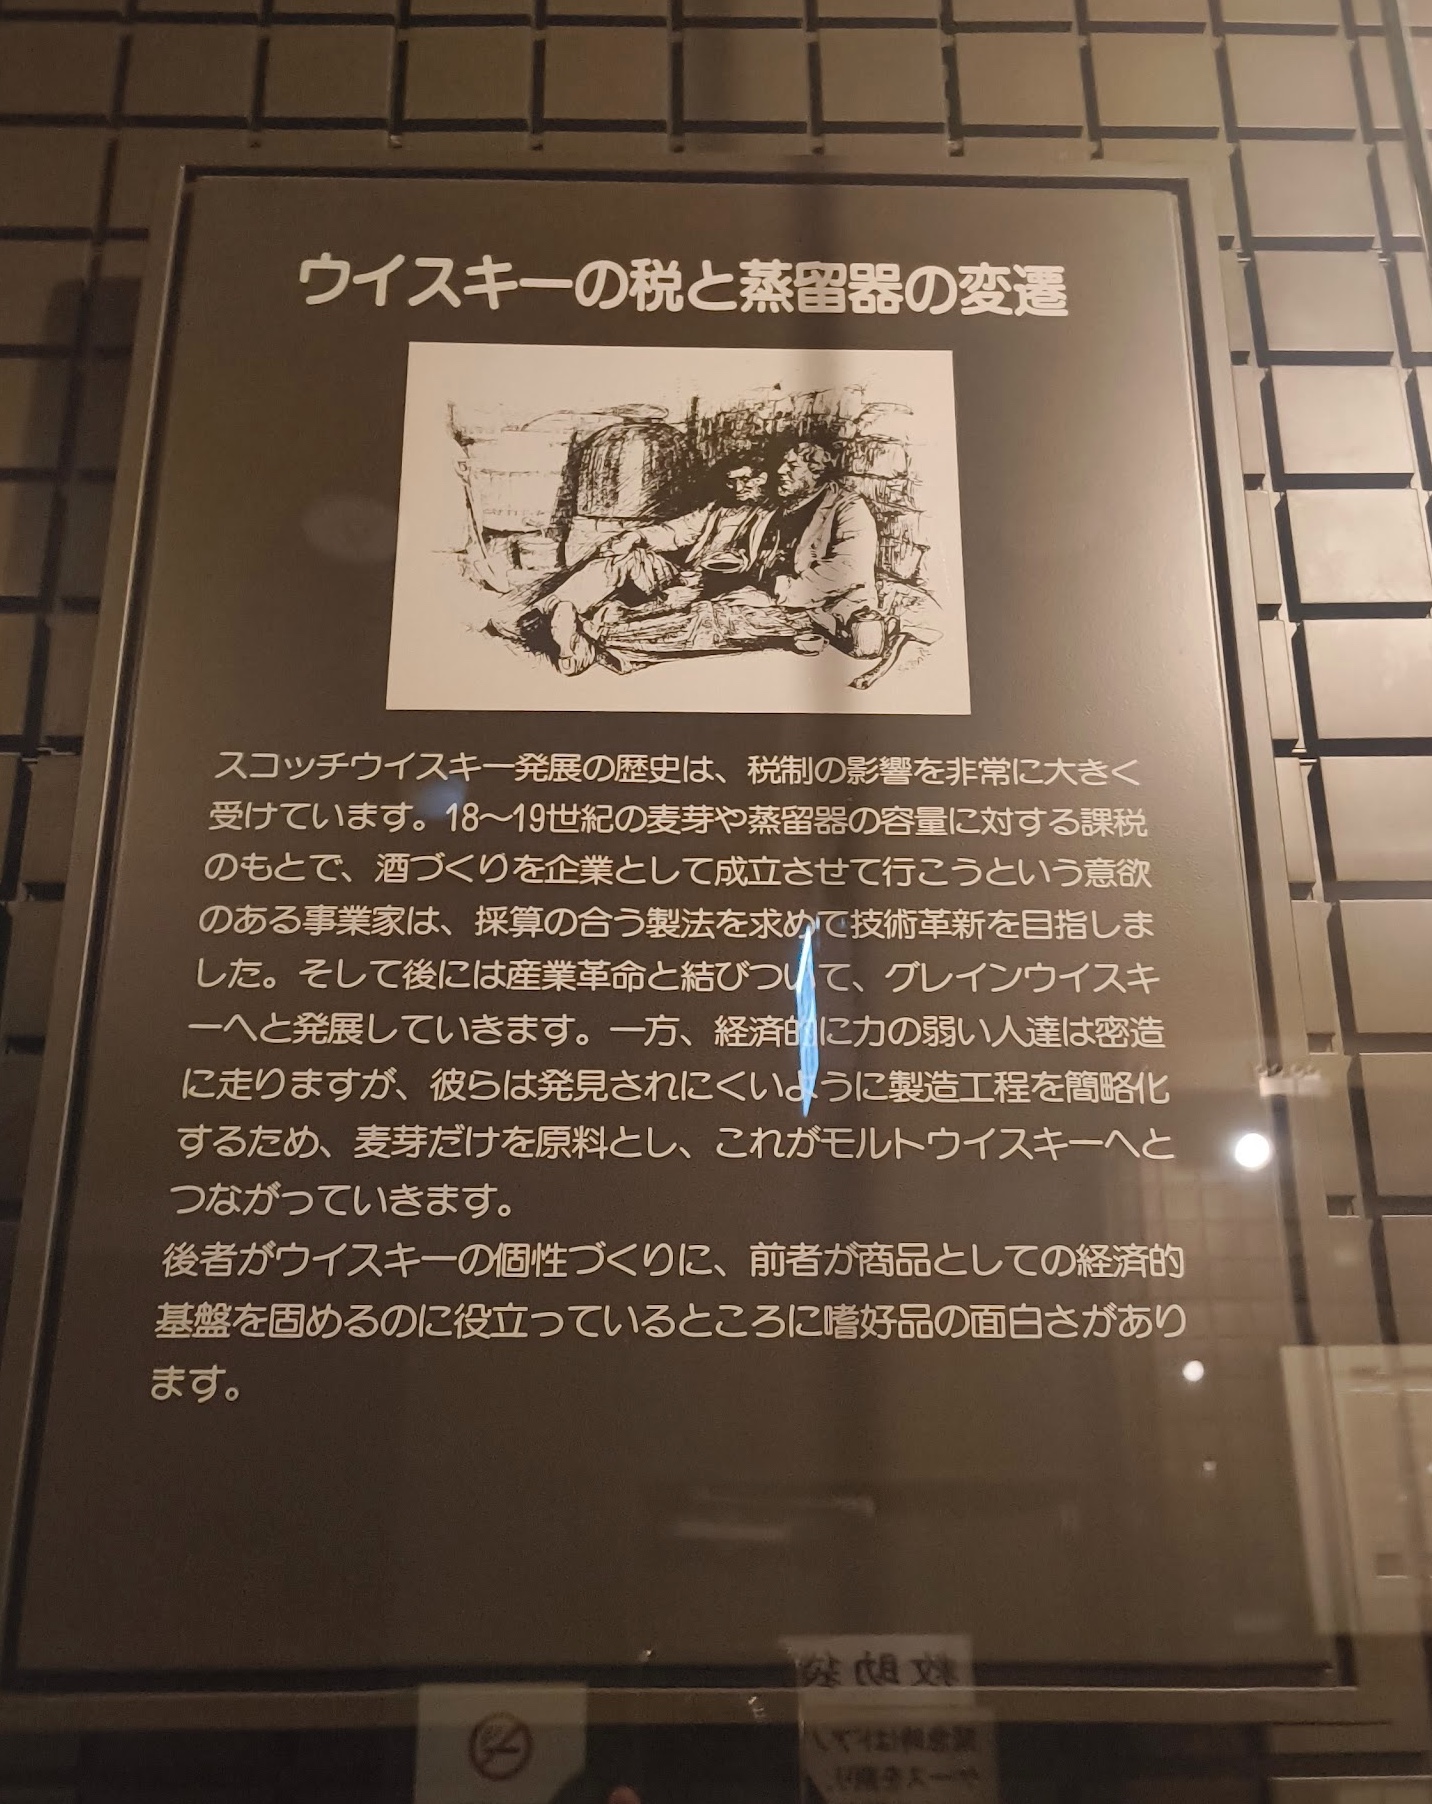 ウイスキーの税と蒸留器の変遷
スコッチウイスキー発展の歴史は、税制の影響を非常に大きく
受けています。18〜19世紀の麦芽や蒸留器の容量に対する課税
のもとで、酒づくりを企業として成立させて行こうという意欲
のある事業家は、採算の合う製法を求めて技術革新を目指しま
した。そして後には産業革命と結びついて、グレインウイスキ
ーへと発展していきます。一方、経済的に力の弱い人達は密造
に走りますが、彼らは発見されにくいように製造工程を簡略化
するため、麦芽だけを原料とし、これがモルトウイスキーへと
つながっていきます。
後者がウイスキーの個性づくりに、前者が商品としての経済的
基盤を固めるのに役立っているところに嗜好品の面白さがあり
ます。
救助袋